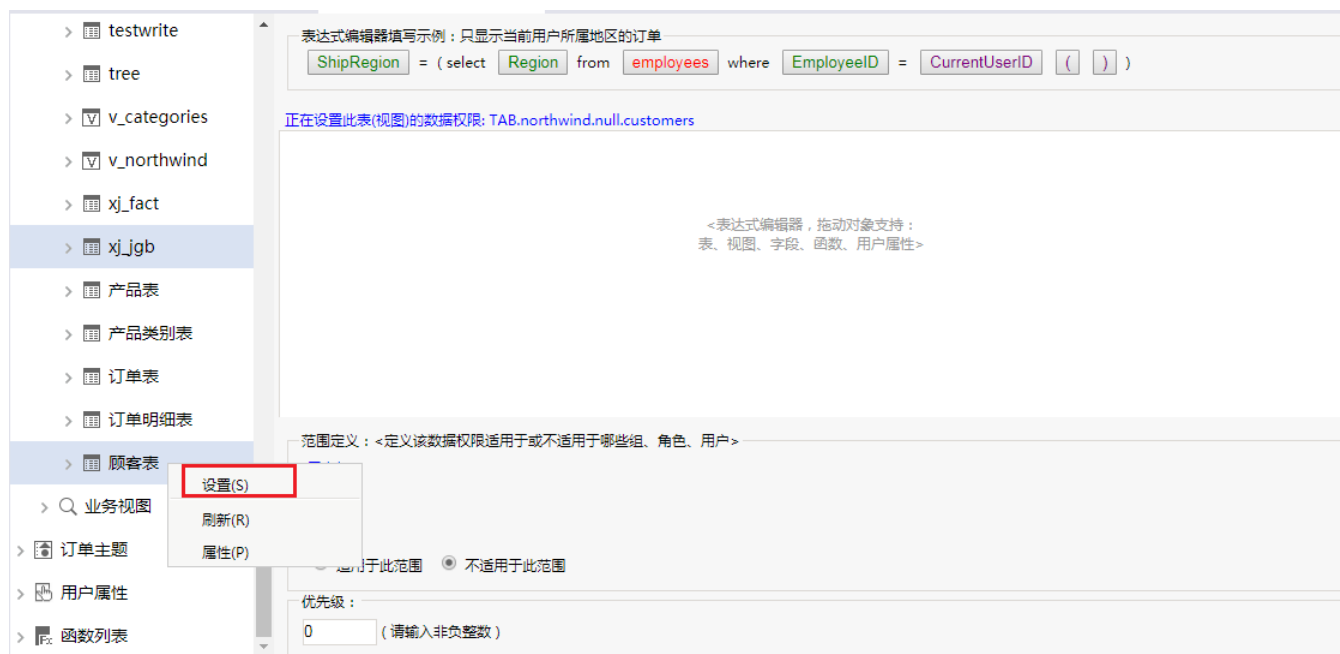 testwrite
tree
v_categories
v_northwind
xj_fact
xj_jgb
产品表
产品类别表
订单表
订单明细表
顾客表
业务视图
订单主题
用户属性
函数列表
设置(S)
刷新(R)
属性(P)
表达式编辑器填写示例：只显示当前用户所属地区的订单
ShipRegion = ( select Region from employees where EmployeeID = CurrentUserID ( ) )
正在设置此表(视图)的数据权限: TAB.northwind.null.customers
<表达式编辑器，拖动对象支持：
表、视图、字段、函数、用户属性>
范围定义：<定义该数据权限适用于或不适用于哪些组、角色、用户>
适用于此范围 不适用于此范围
优先级：
0 ( 请输入非负整数 )